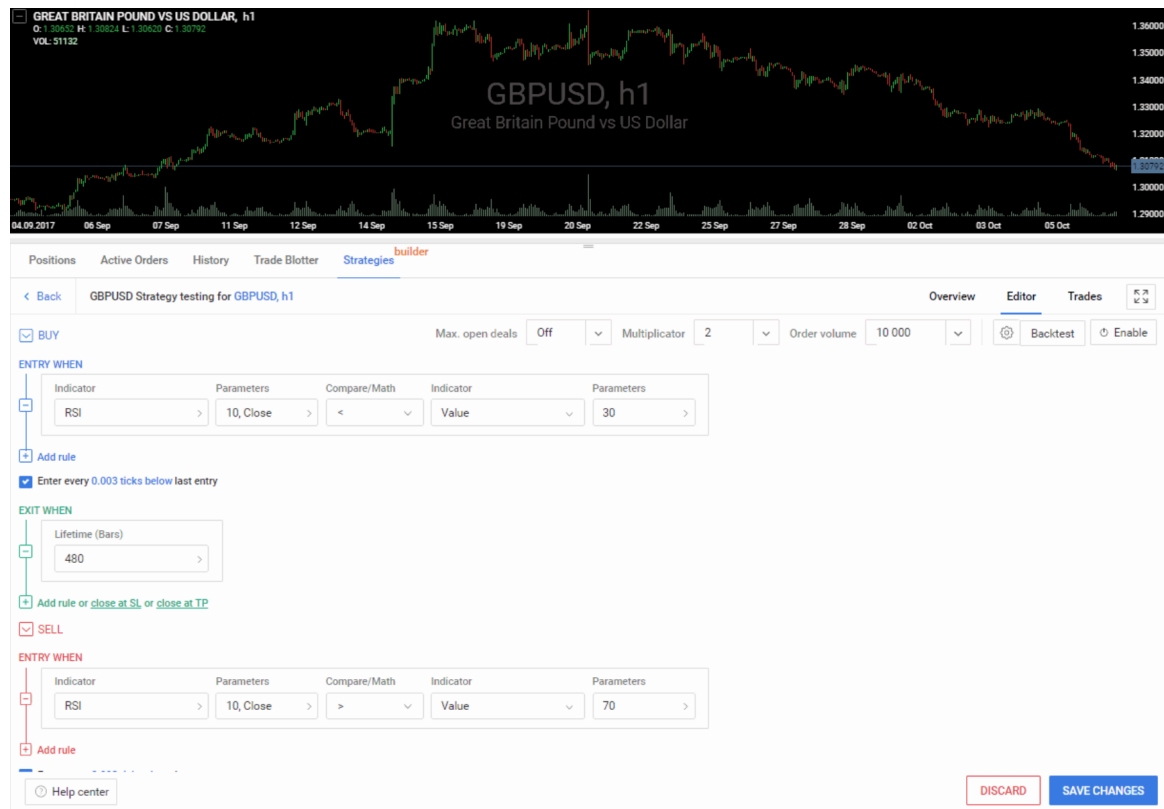 GREAT BRITAIN POUND VS US DOLLAR, h1
O: 1.30652 H: 1.30824 L: 1.30620 C: 1.30792
VOL: 51132
GBPUSD, h1
Great Britain Pound vs US Dollar
1.36000
1.35000
1.34000
1.33000
1.32000
1.30792
1.30000
1.29000
04.09.2017 06 Sep 07 Sep 11 Sep 12 Sep 14 Sep 15 Sep 19 Sep 20 Sep 22 Sep 25 Sep 27 Sep 28 Sep 02 Oct 03 Oct 05 Oct
Positions Active Orders History Trade Blotter Strategies builder
Back GBPUSD Strategy testing for GBPUSD, h1 Overview Editor Trades
BUY Max. open deals Off Multiplicator 2 Order volume 10 000 Backtest Enable
ENTRY WHEN
Indicator Parameters Compare/Math Indicator Parameters
RSI 10, Close < Value 30
Add rule
Enter every 0.003 ticks below last entry
EXIT WHEN
Lifetime (Bars)
480
Add rule or close at SL or close at TP
SELL
ENTRY WHEN
Indicator Parameters Compare/Math Indicator Parameters
RSI 10, Close > Value 70
Add rule
Help center DISCARD SAVE CHANGES